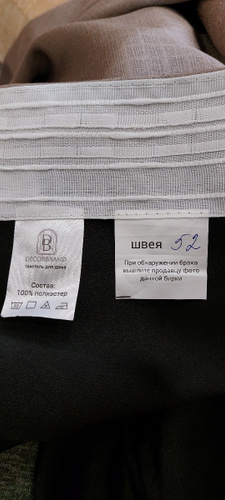 B
DECORBRAND
текстиль для дома
Состав:
100% полиэстер
швея 52
При обнаружении брака
вышлите продавцу фото
данной бирки